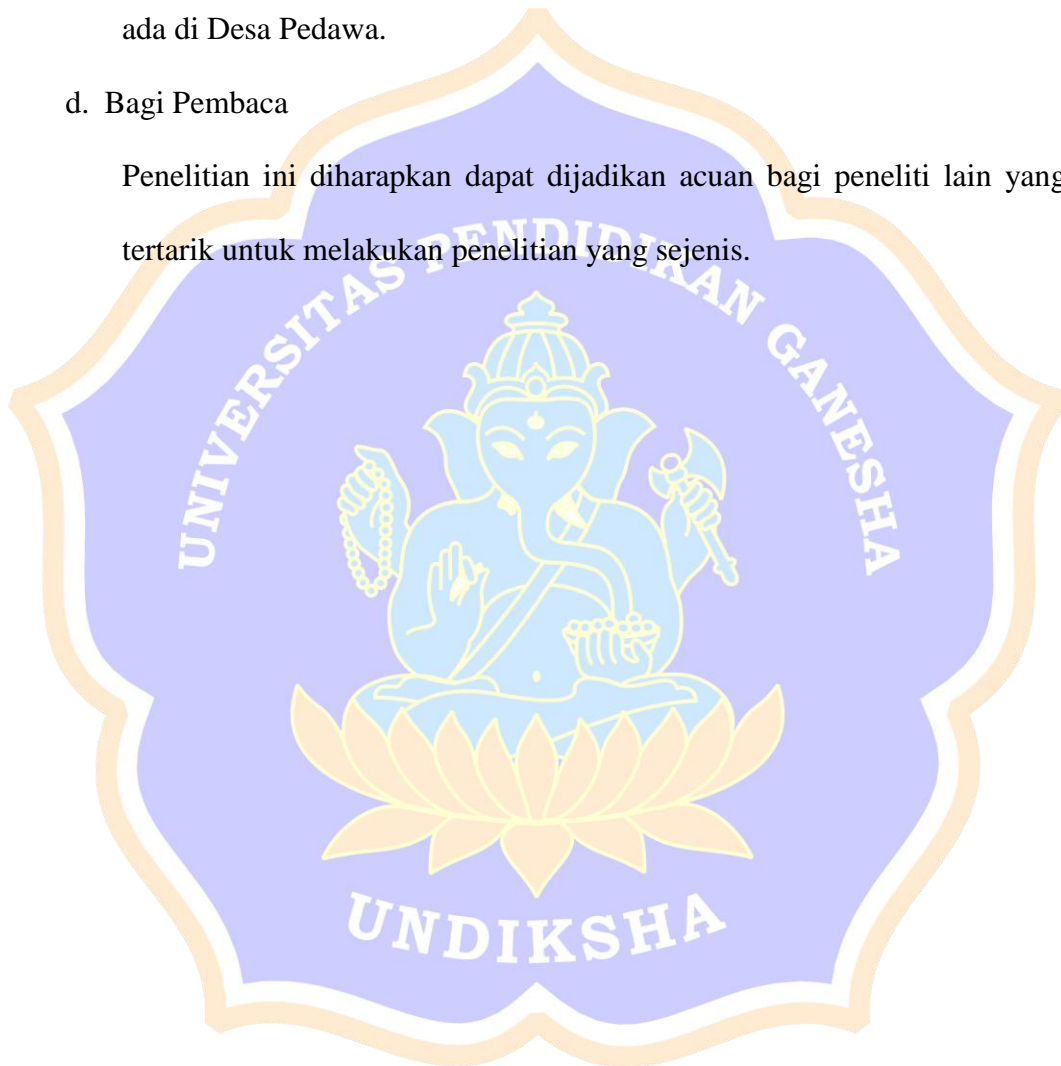 ada di Desa Pedawa.
d. Bagi Pembaca
Penelitian ini diharapkan dapat dijadikan acuan bagi peneliti lain yang
tertarik untuk melakukan penelitian yang sejenis.
UNIVERSITAS PENDIDIKAN GANESHA
UNDIKSHA